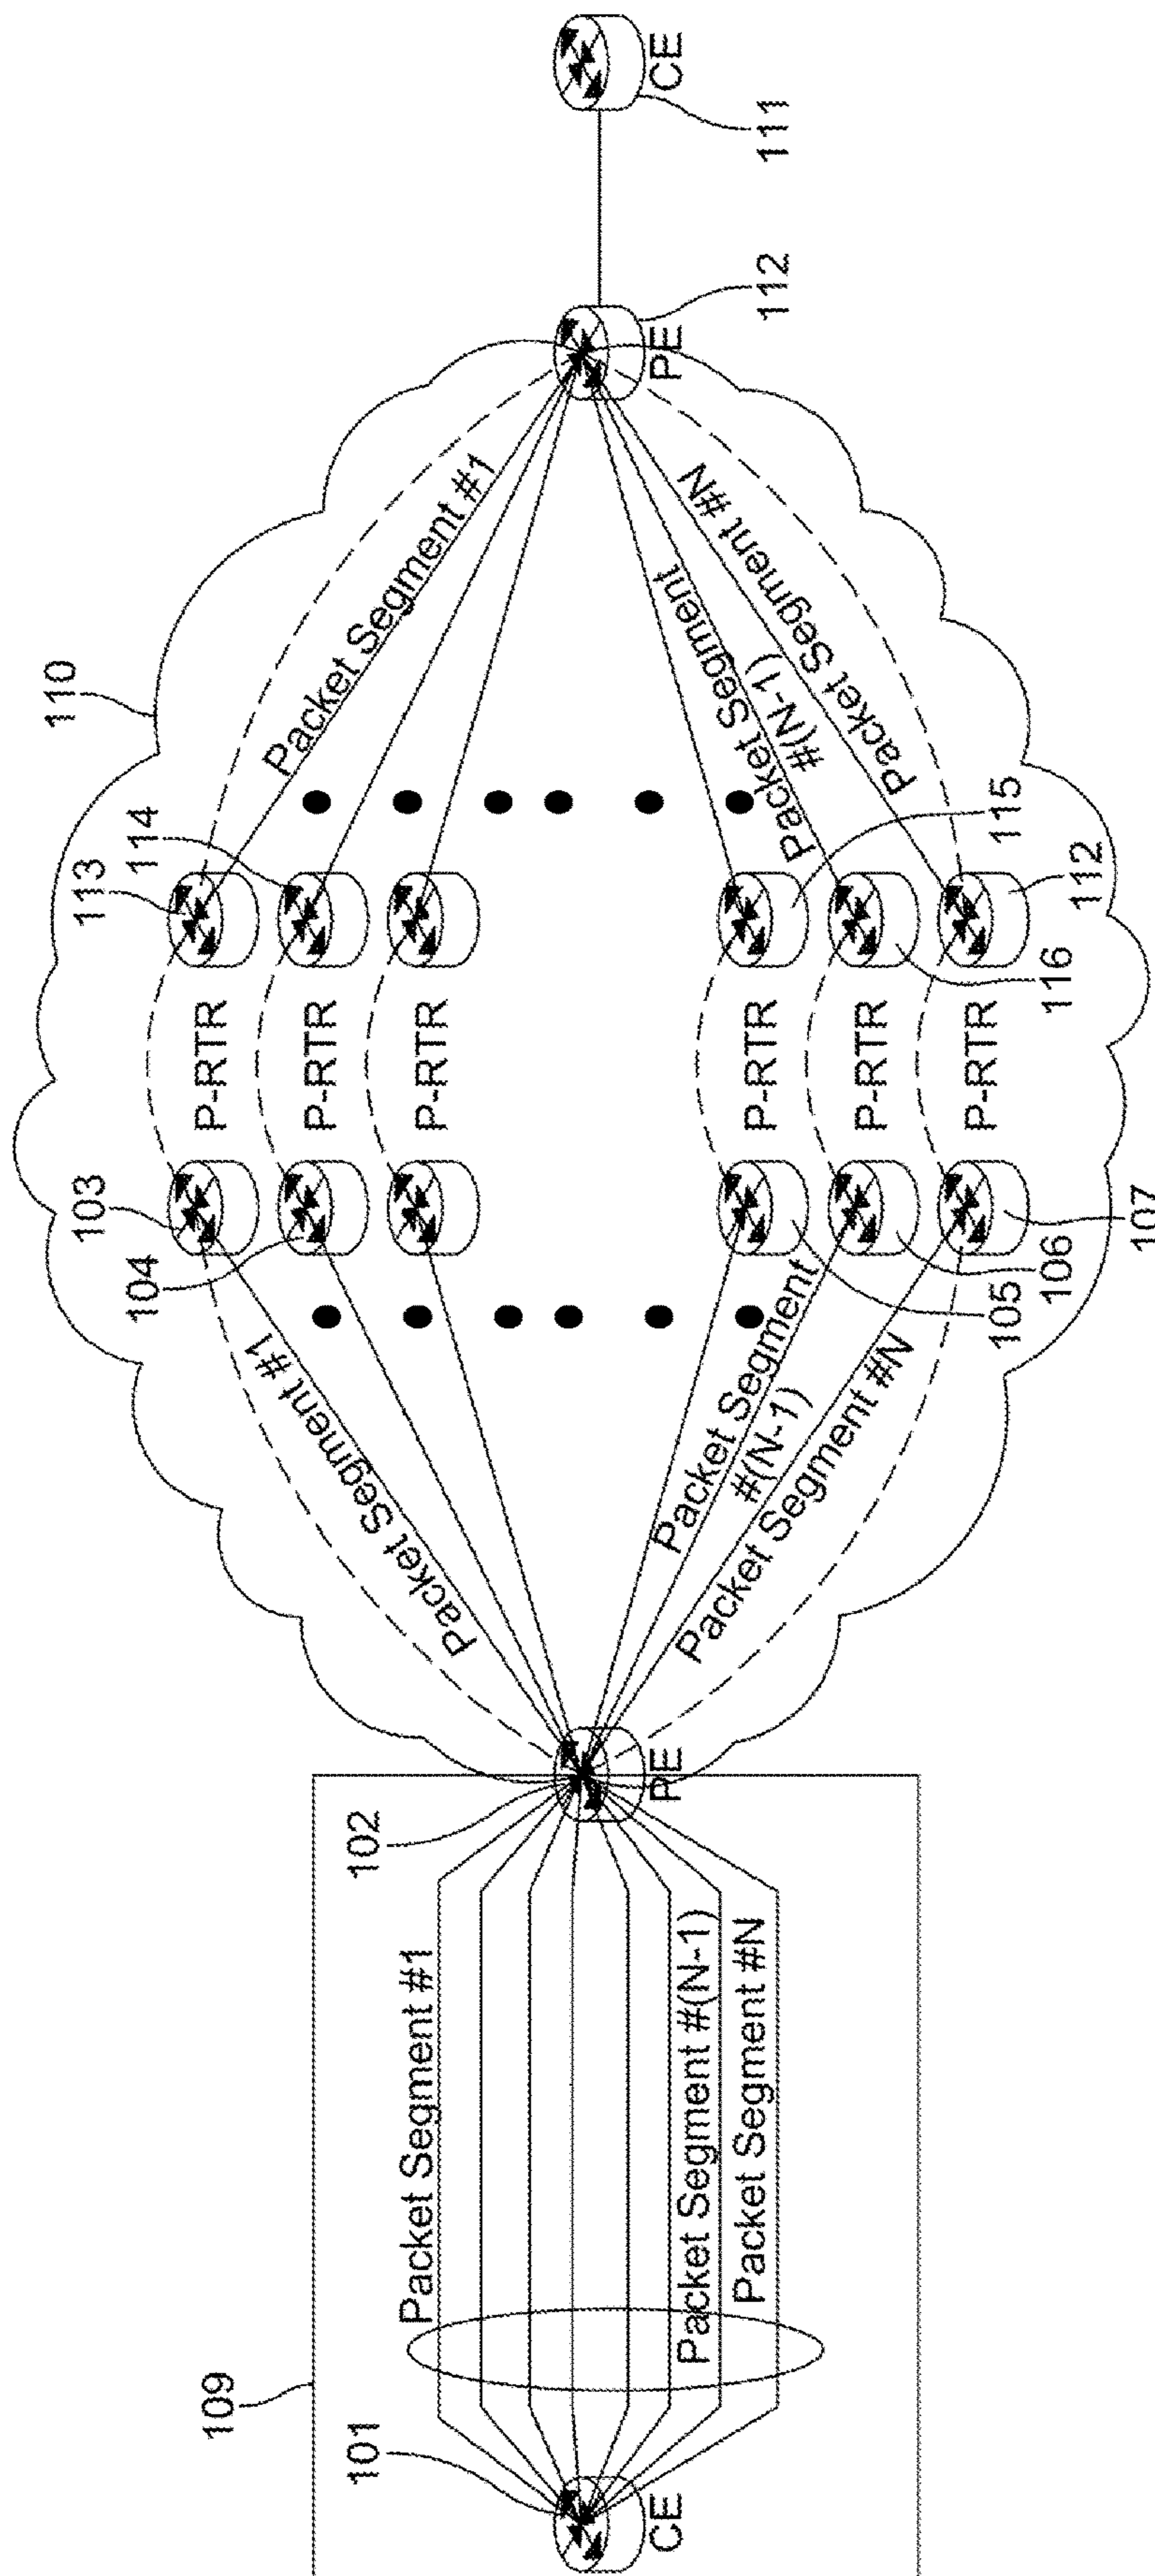 109
101
CE
Packet Segment #1
Packet Segment #(N-1)
Packet Segment #N
102
PE
110
Packet Segment #1
Packet Segment
#(N-1)
Packet Segment #N
103
104
105
106
107
P-RTR
P-RTR
P-RTR
P-RTR
P-RTR
P-RTR
113
114
115
116
112
Packet Segment #1
Packet Segment
#(N-1)
Packet Segment #N
112
PE
111
CE